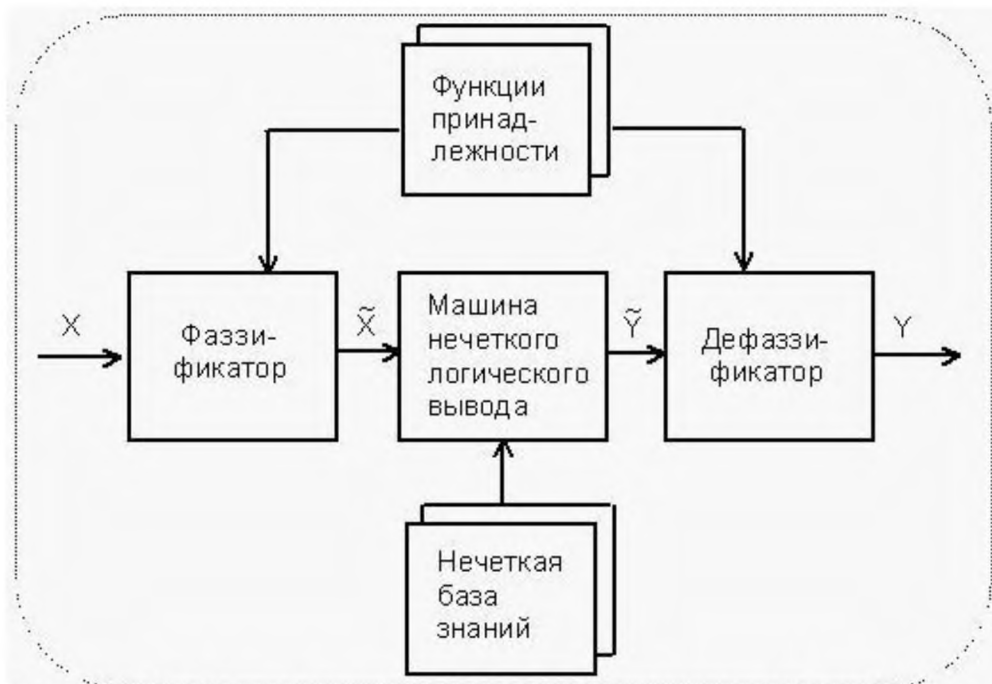 Функции
принад-
лежности
X
Фаззи-
фикатор
X̃
Машина
нечеткого
логического
вывода
Ỹ
Дефаззи-
фикатор
Y
Нечеткая
база
знаний